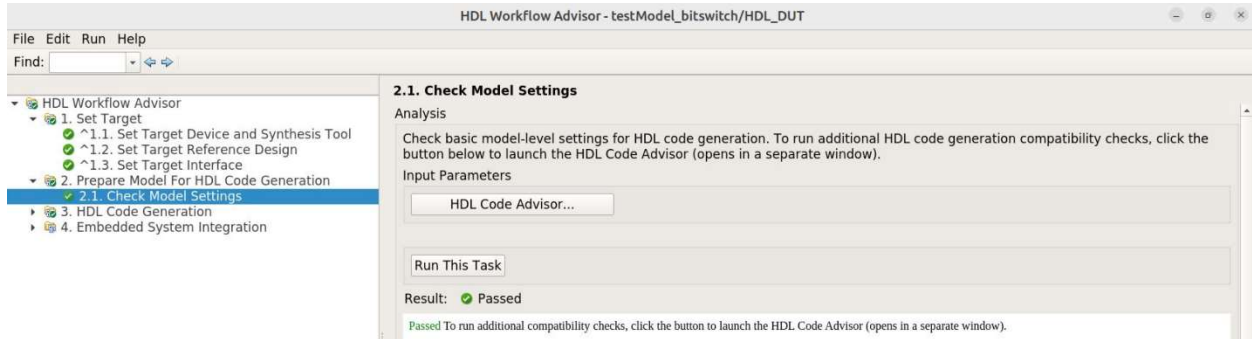 HDL Workflow Advisor - testModel_bitswitch/HDL_DUT
File Edit Run Help
Find:
HDL Workflow Advisor
1. Set Target
^1.1. Set Target Device and Synthesis Tool
^1.2. Set Target Reference Design
^1.3. Set Target Interface
2. Prepare Model For HDL Code Generation
2.1. Check Model Settings
3. HDL Code Generation
4. Embedded System Integration
2.1. Check Model Settings
Analysis
Check basic model-level settings for HDL code generation. To run additional HDL code generation compatibility checks, click the
button below to launch the HDL Code Advisor (opens in a separate window).
Input Parameters
HDL Code Advisor...
Run This Task
Result: Passed
Passed To run additional compatibility checks, click the button to launch the HDL Code Advisor (opens in a separate window).